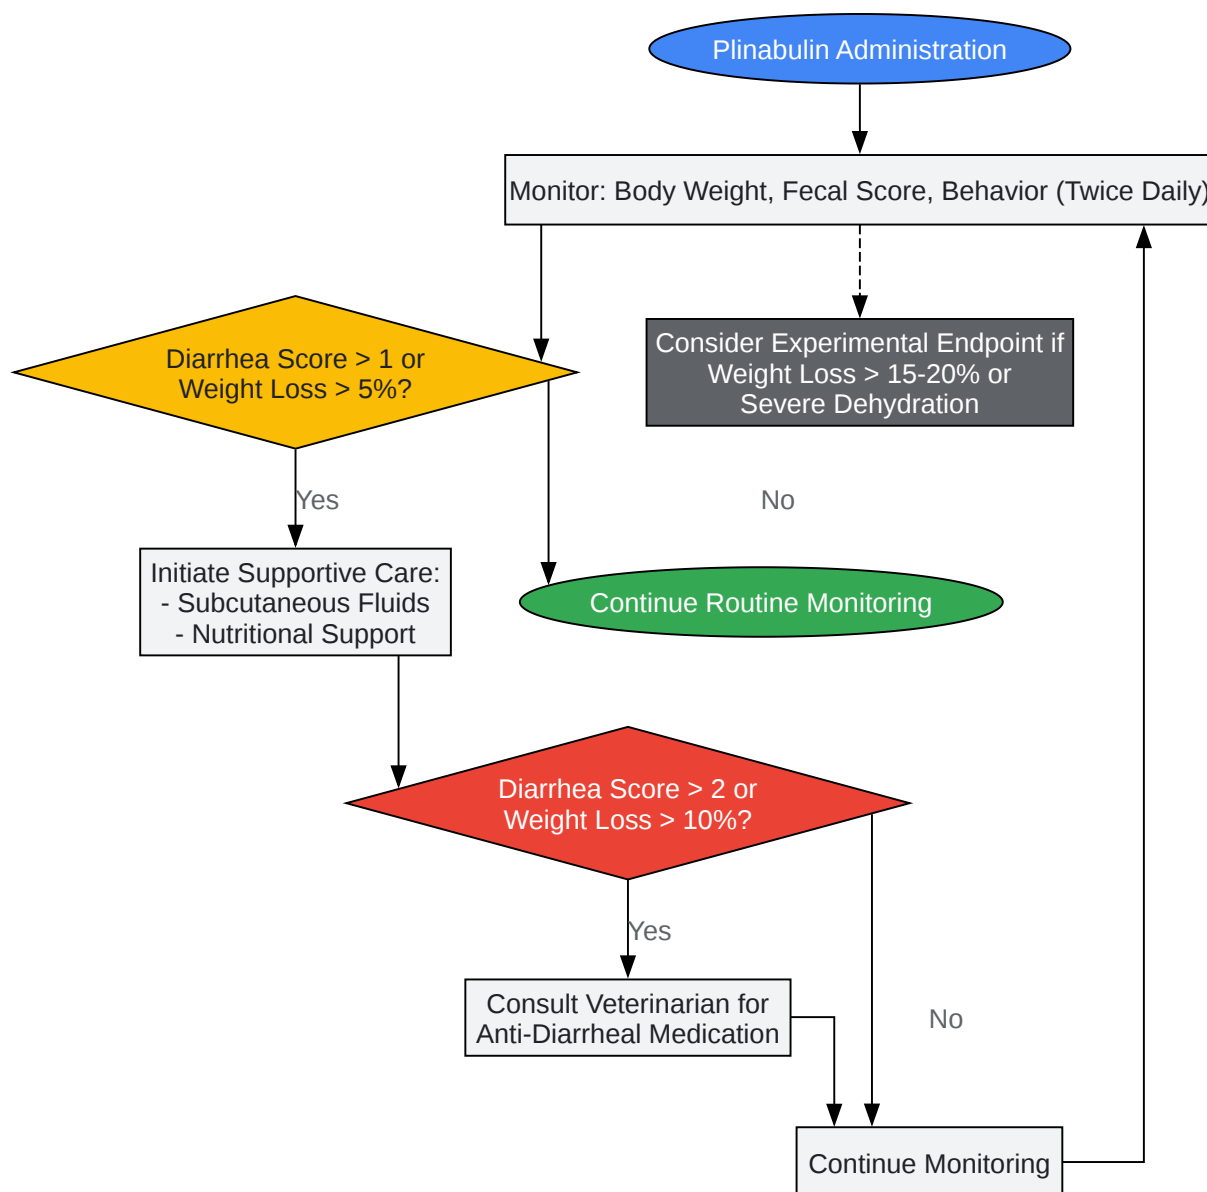 Plinabulin Administration
Monitor: Body Weight, Fecal Score, Behavior (Twice Daily)
Diarrhea Score > 1 or
Weight Loss > 5%?
Consider Experimental Endpoint if
Weight Loss > 15-20% or
Severe Dehydration
Yes
No
Initiate Supportive Care:
- Subcutaneous Fluids
- Nutritional Support
Continue Routine Monitoring
Diarrhea Score > 2 or
Weight Loss > 10%?
Yes
No
Consult Veterinarian for
Anti-Diarrheal Medication
Continue Monitoring